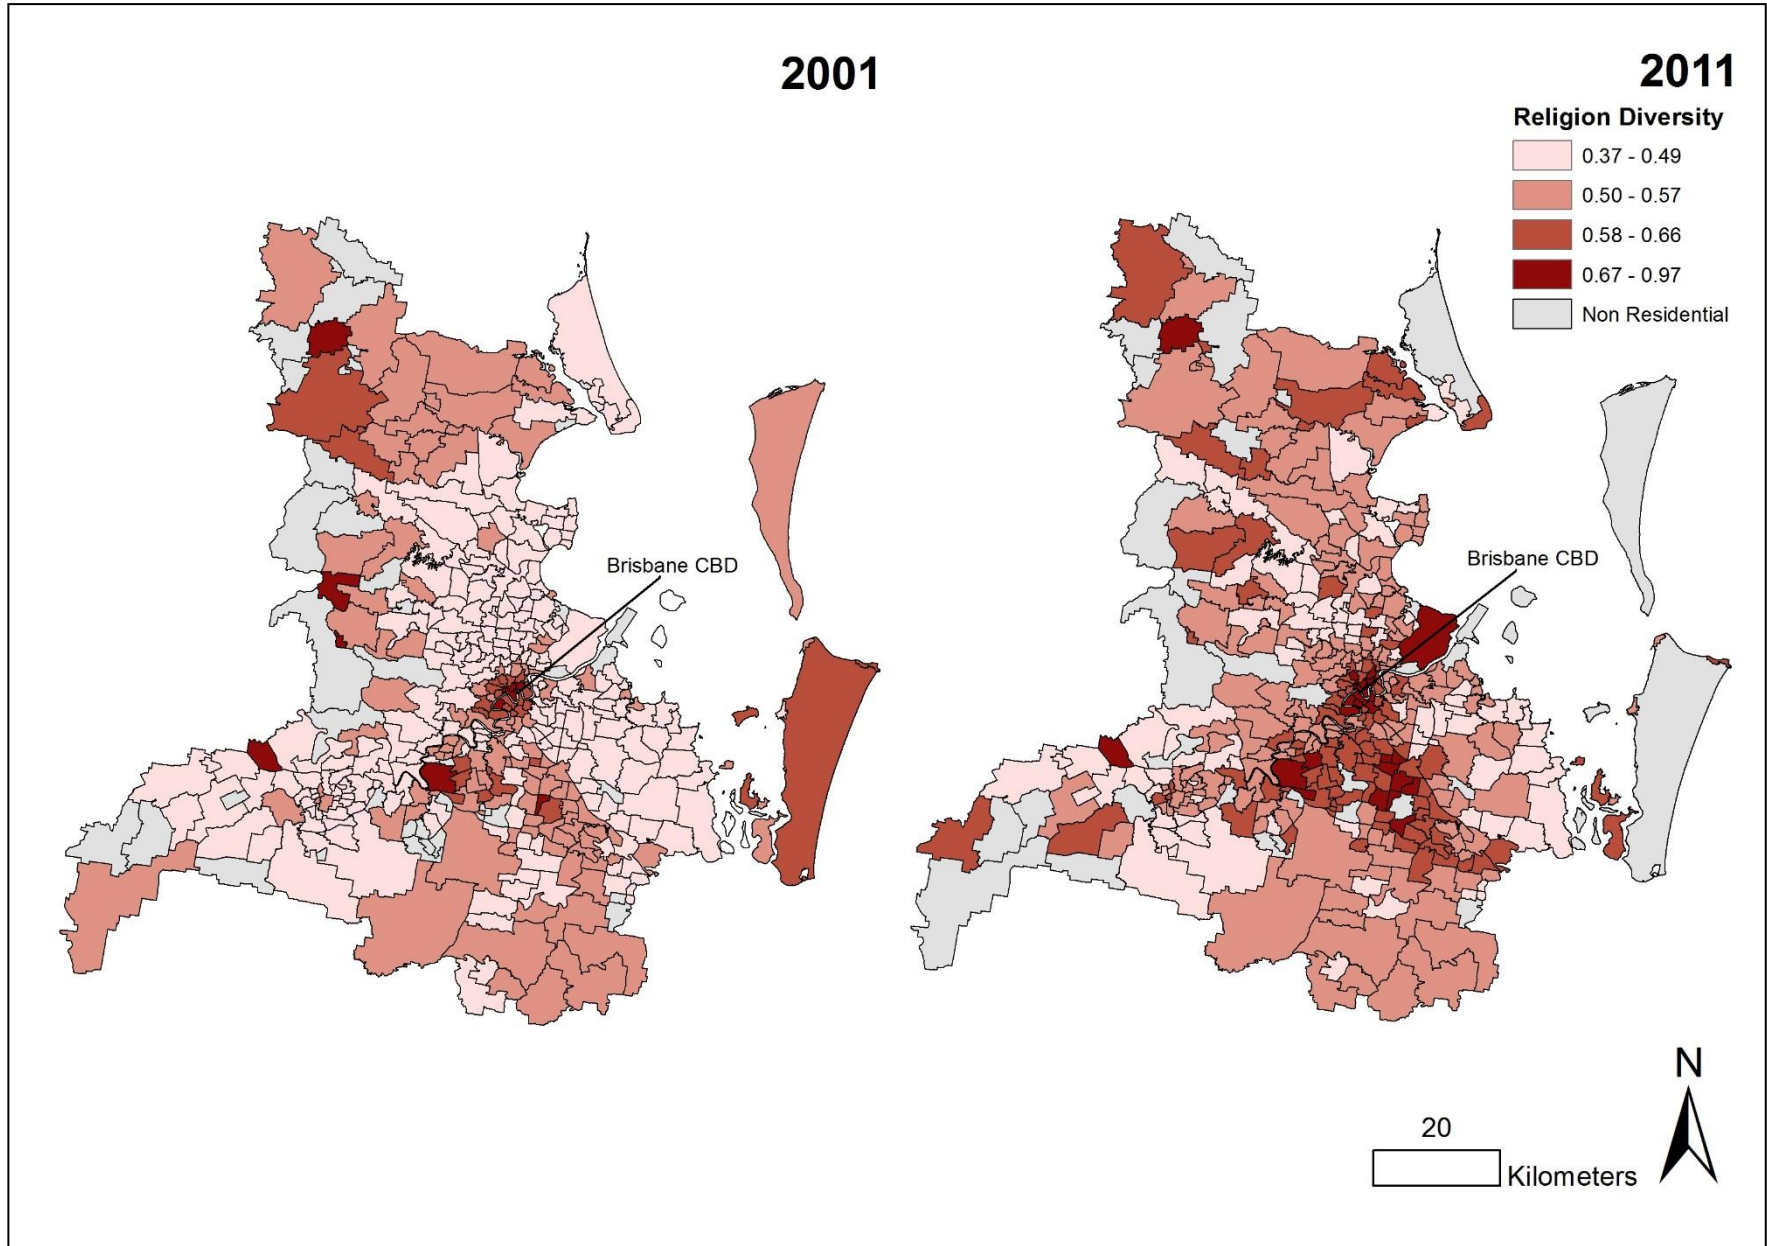 2001
2011
Religion Diversity
0.37 - 0.49
0.50 - 0.57
0.58 - 0.66
0.67 - 0.97
Non Residential
Brisbane CBD
Brisbane CBD
N
20
Kilometers